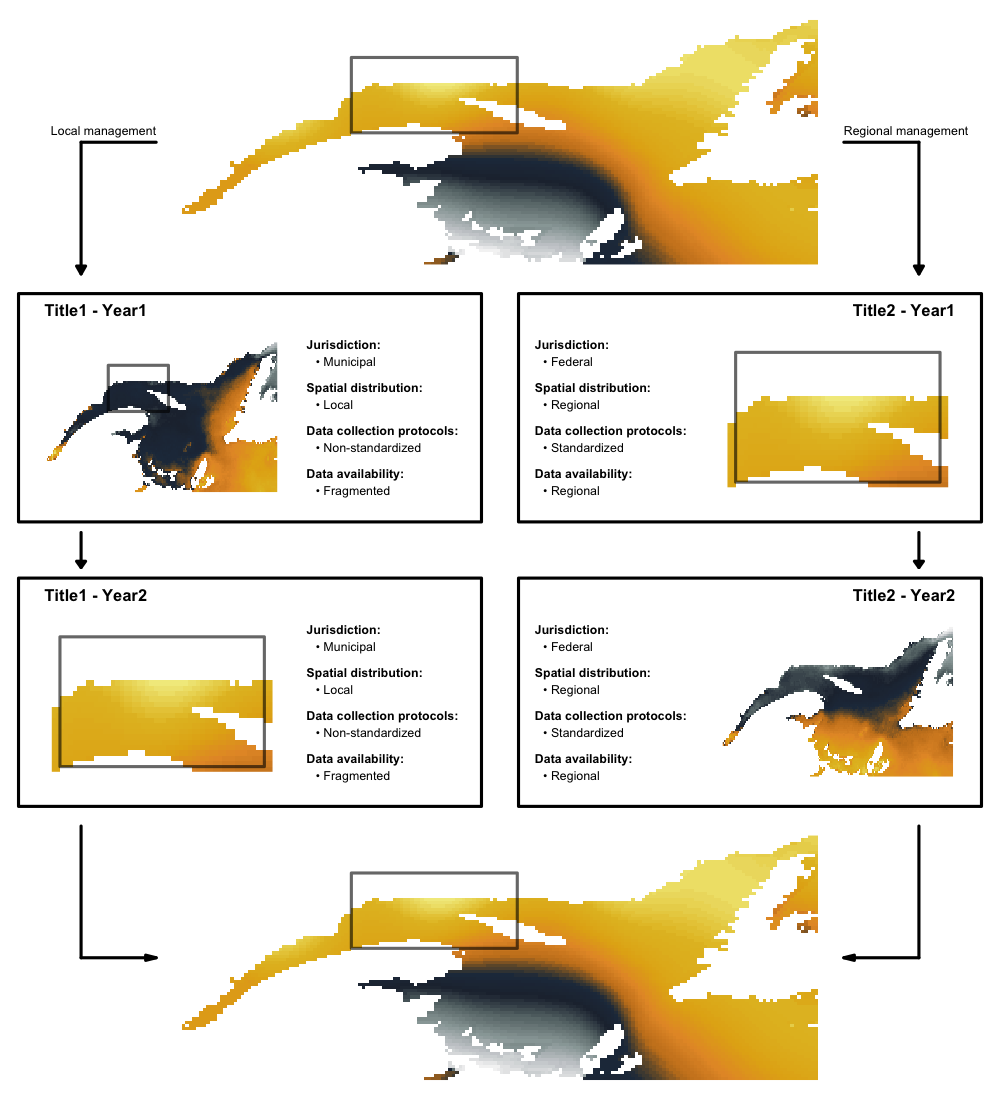 Local management
Regional management
Title1 - Year1
Jurisdiction:
• Municipal
Spatial distribution:
• Local
Data collection protocols:
• Non-standardized
Data availability:
• Fragmented
Title2 - Year1
Jurisdiction:
• Federal
Spatial distribution:
• Regional
Data collection protocols:
• Standardized
Data availability:
• Regional
Title1 - Year2
Jurisdiction:
• Municipal
Spatial distribution:
• Local
Data collection protocols:
• Non-standardized
Data availability:
• Fragmented
Title2 - Year2
Jurisdiction:
• Federal
Spatial distribution:
• Regional
Data collection protocols:
• Standardized
Data availability:
• Regional